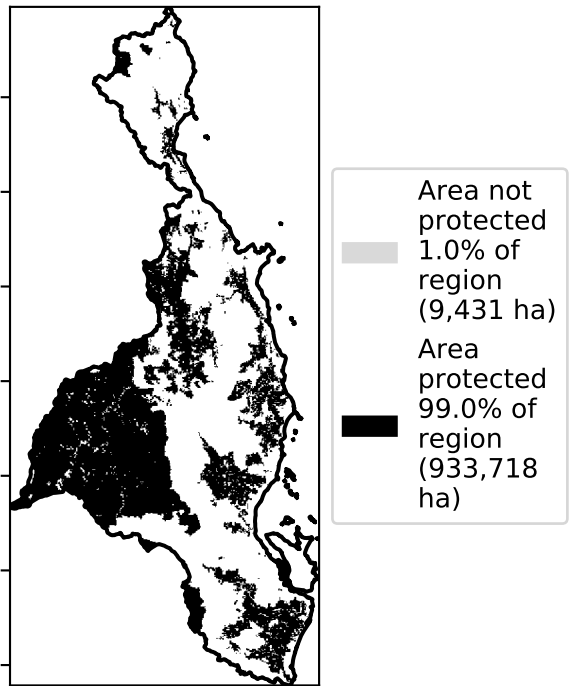 Area not
protected
1.0% of
region
(9,431 ha)
Area
protected
99.0% of
region
(933,718
ha)